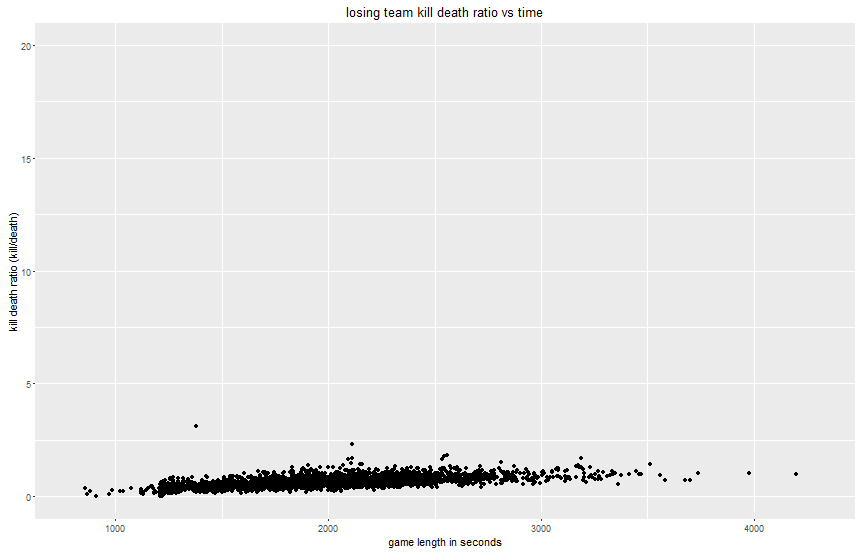 losing team kill death ratio vs time
20
15
10
5
0
kill death ratio (kill/death)
1000 2000 3000 4000
game length in seconds